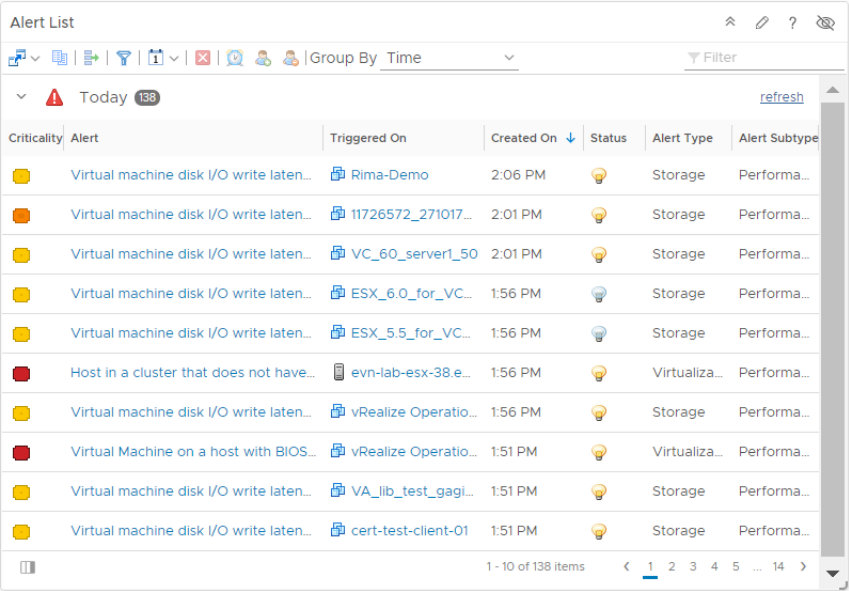 Alert List
?
1 Group By Time Filter
Today 138 refresh
Criticality Alert Triggered On Created On Status Alert Type Alert Subtype
Virtual machine disk I/O write laten... Rima-Demo 2:06 PM Storage Performa...
Virtual machine disk I/O write laten... 11726572_271017... 2:01 PM Storage Performa...
Virtual machine disk I/O write laten... VC_60_server1_50 2:01 PM Storage Performa...
Virtual machine disk I/O write laten... ESX_6.0_for_VC... 1:56 PM Storage Performa...
Virtual machine disk I/O write laten... ESX_5.5_for_VC... 1:56 PM Storage Performa...
Host in a cluster that does not have... evn-lab-esx-38.e... 1:56 PM Virtualiza... Performa...
Virtual machine disk I/O write laten... vRealize Operatio... 1:56 PM Storage Performa...
Virtual Machine on a host with BIOS... vRealize Operatio... 1:51 PM Virtualiza... Performa...
Virtual machine disk I/O write laten... VA_lib_test_gagi... 1:51 PM Storage Performa...
Virtual machine disk I/O write laten... cert-test-client-01 1:51 PM Storage Performa...
1 - 10 of 138 items 1 2 3 4 5 ... 14